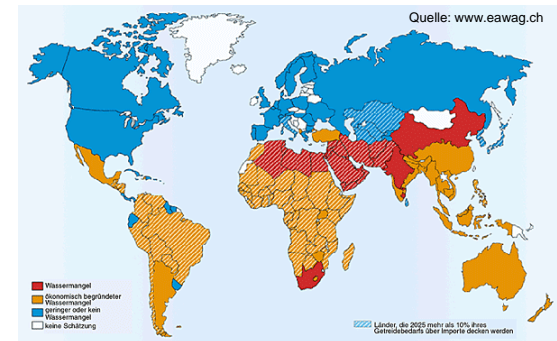 Quelle: www.eawag.ch
Wassermangel
ökonomisch begründeter
Wassermangel
geringer oder kein
Wassermangel
keine Schätzung
Länder, die 2025 mehr als 10% ihres
Getreidebedarfs über Importe decken werden